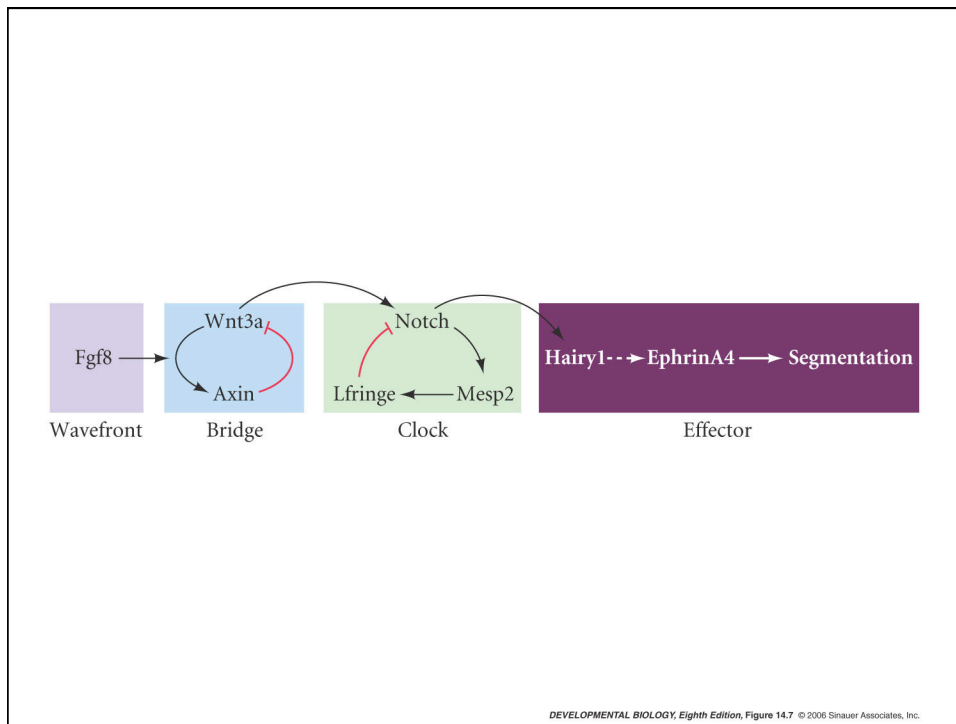 Wnt3a Notch
Fgf8 Hairy1 EphrinA4 Segmentation
Axin Lfringe Mesp2
Wavefront Bridge Clock Effector
DEVELOPMENTAL BIOLOGY, Eighth Edition, Figure 14.7 © 2006 Sinauer Associates, Inc.